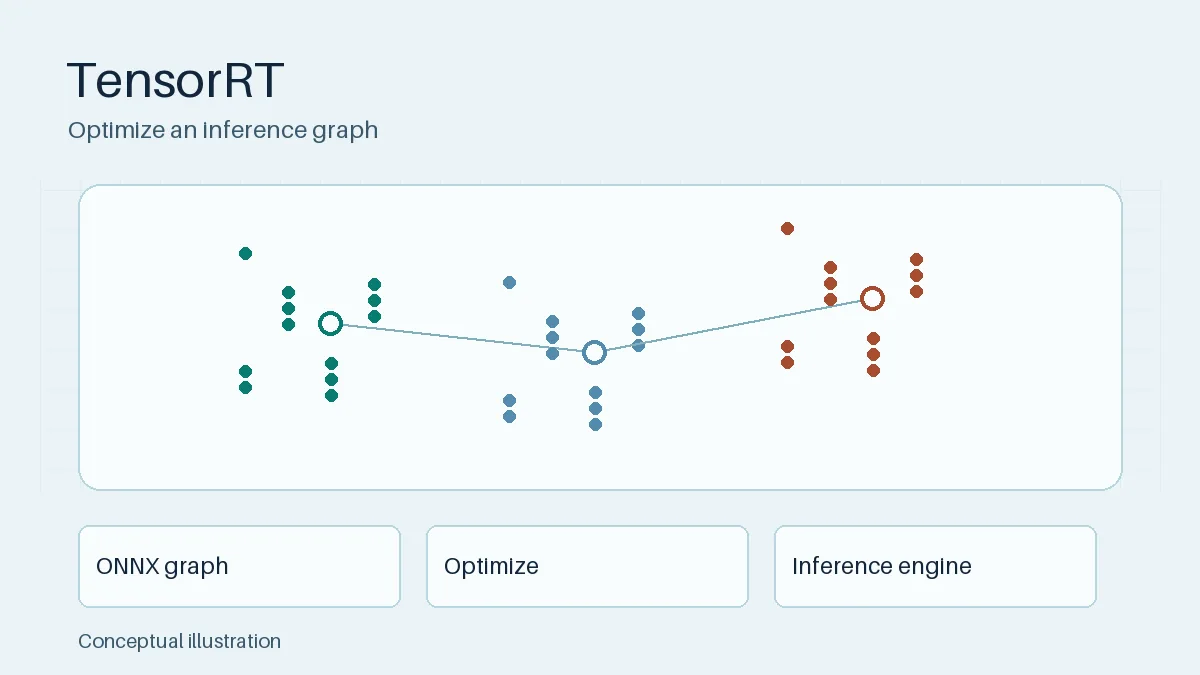 TensorRT
Optimize an inference graph
ONNX graph
Optimize
Inference engine
Conceptual illustration